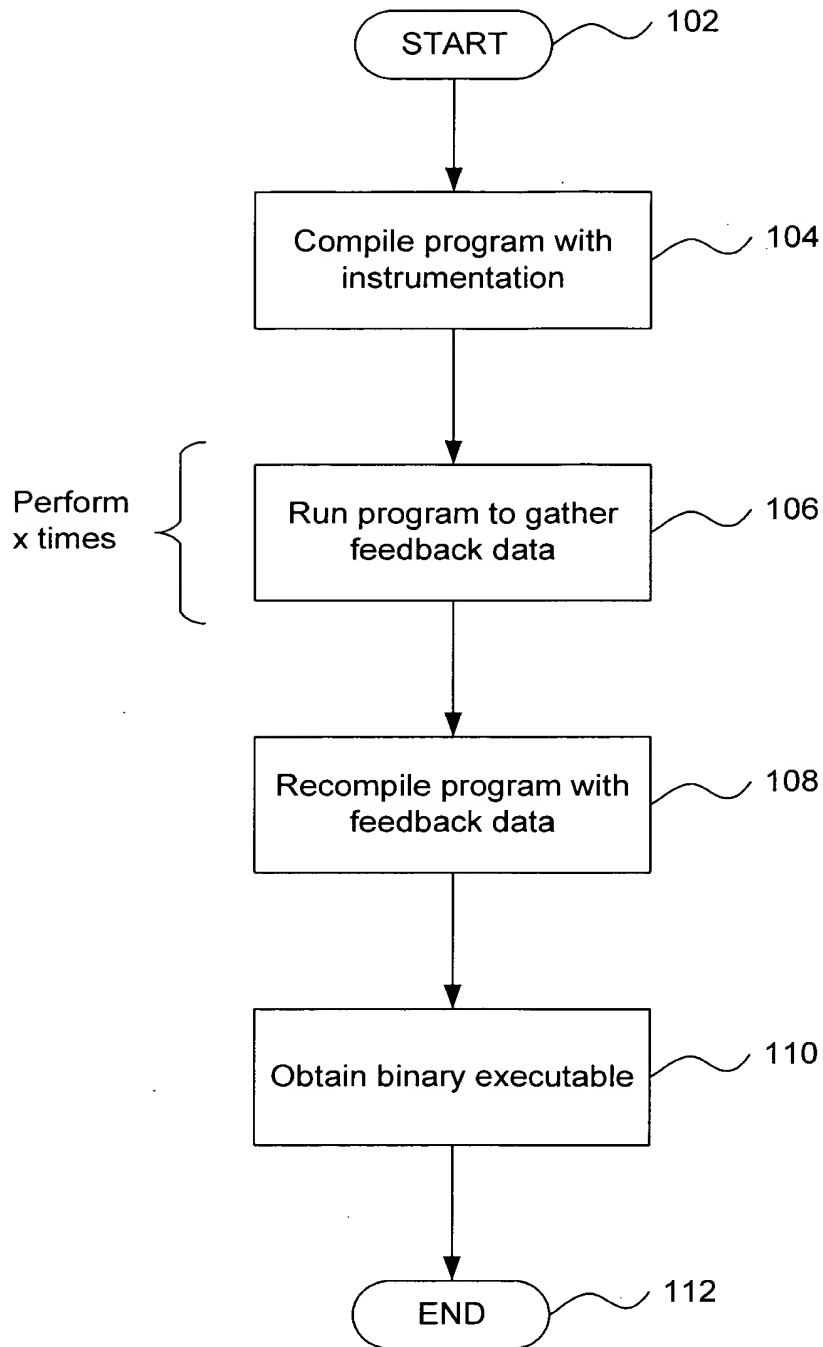 START
102
Compile program with
instrumentation
104
Perform
x times
Run program to gather
feedback data
106
Recompile program with
feedback data
108
Obtain binary executable
110
END
112